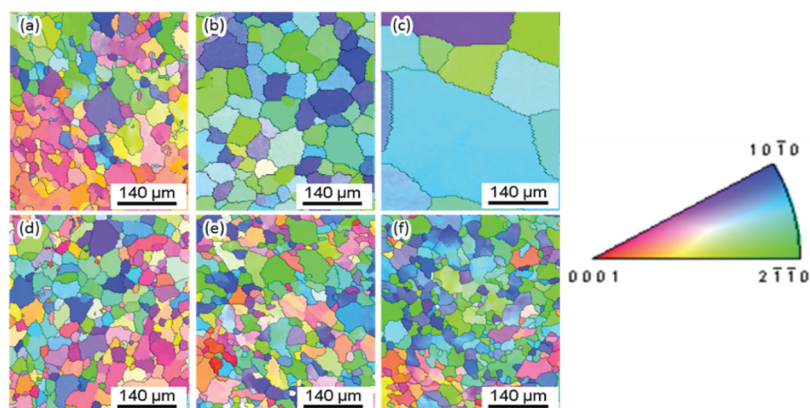 (a) (b) (c)
140 µm 140 µm 140 µm
(d) (e) (f)
140 µm 140 µm 140 µm
1 0 1̅ 0
0 0 0 1 2 1̅ 1̅ 0